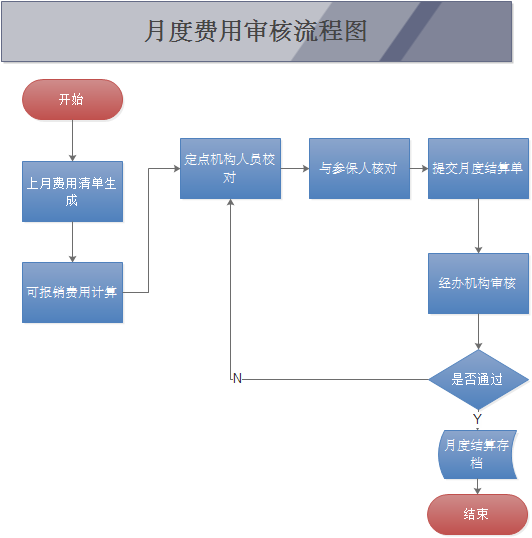 月度费用审核流程图
开始
上月费用清单生
成
可报销费用计算
定点机构人员校
对
与参保人核对
提交月度结算单
经办机构审核
是否通过
N
Y
月度结算存
档
结束